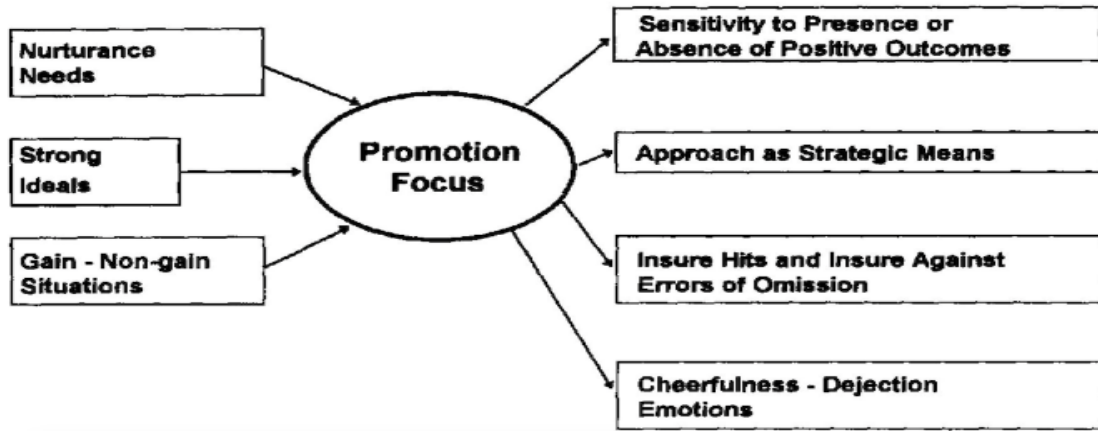 Nurturance
Needs
Strong
Ideals
Gain - Non-gain
Situations
Promotion
Focus
Sensitivity to Presence or
Absence of Positive Outcomes
Approach as Strategic Means
Insure Hits and Insure Against
Errors of Omission
Cheerfulness - Dejection
Emotions